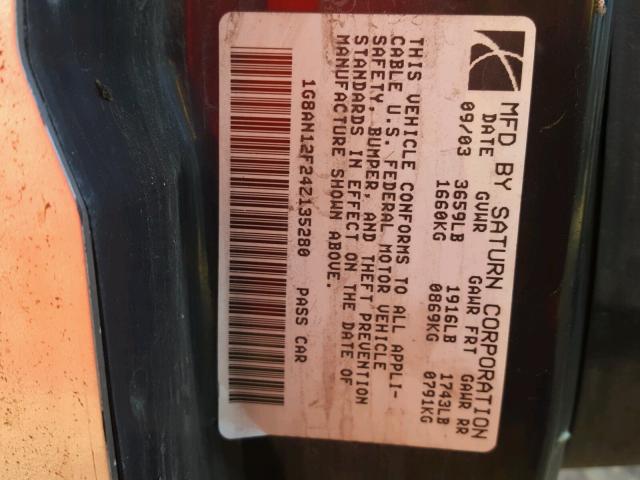 MFD BY SATURN CORPORATION
DATE GVWR GAWR FRT GAWR RR
09/03 3659LB 1916LB 1743LB
1660KG 0869KG 0791KG
THIS VEHICLE CONFORMS TO ALL APPLI-
CABLE U.S. FEDERAL MOTOR VEHICLE
SAFETY, BUMPER, AND THEFT PREVENTION
STANDARDS IN EFFECT ON THE DATE OF
MANUFACTURE SHOWN ABOVE.
1G8AN12F24Z135280 PASS CAR